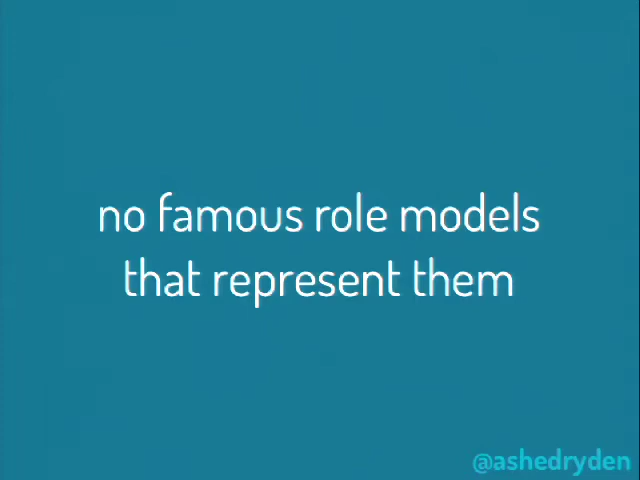 no famous role models
that represent them
@ashedryden